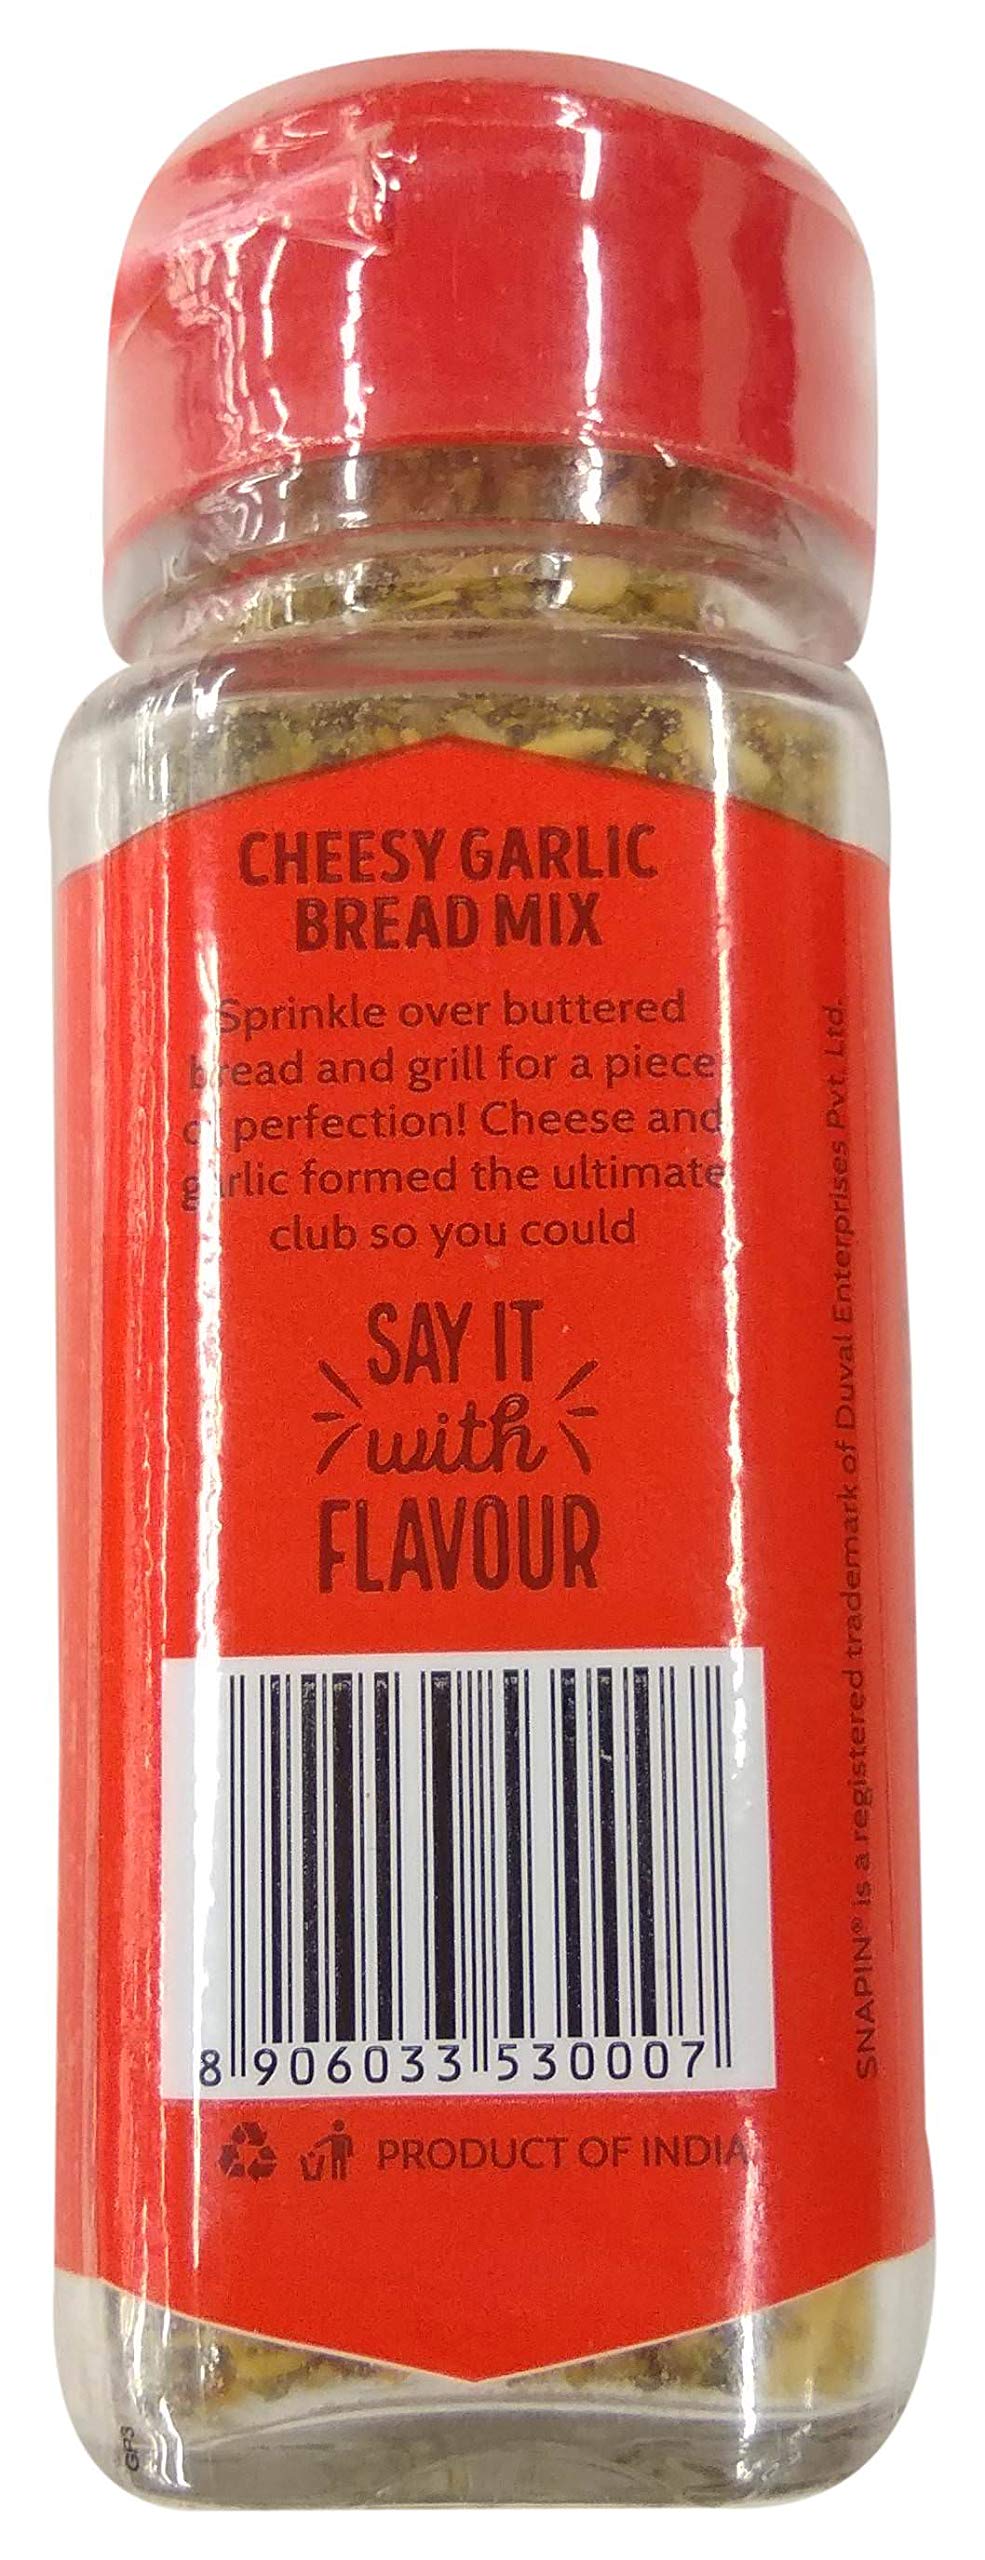 CHEESY GARLIC
BREAD MIX
Sprinkle over buttered
bread and grill for a piece
of perfection! Cheese and
garlic formed the ultimate
club so you could
SAY IT
with
FLAVOUR
8 906033 530007
PRODUCT OF INDIA
SNAPIN® is a registered trademark of Duval Enterprises Pvt. Ltd.